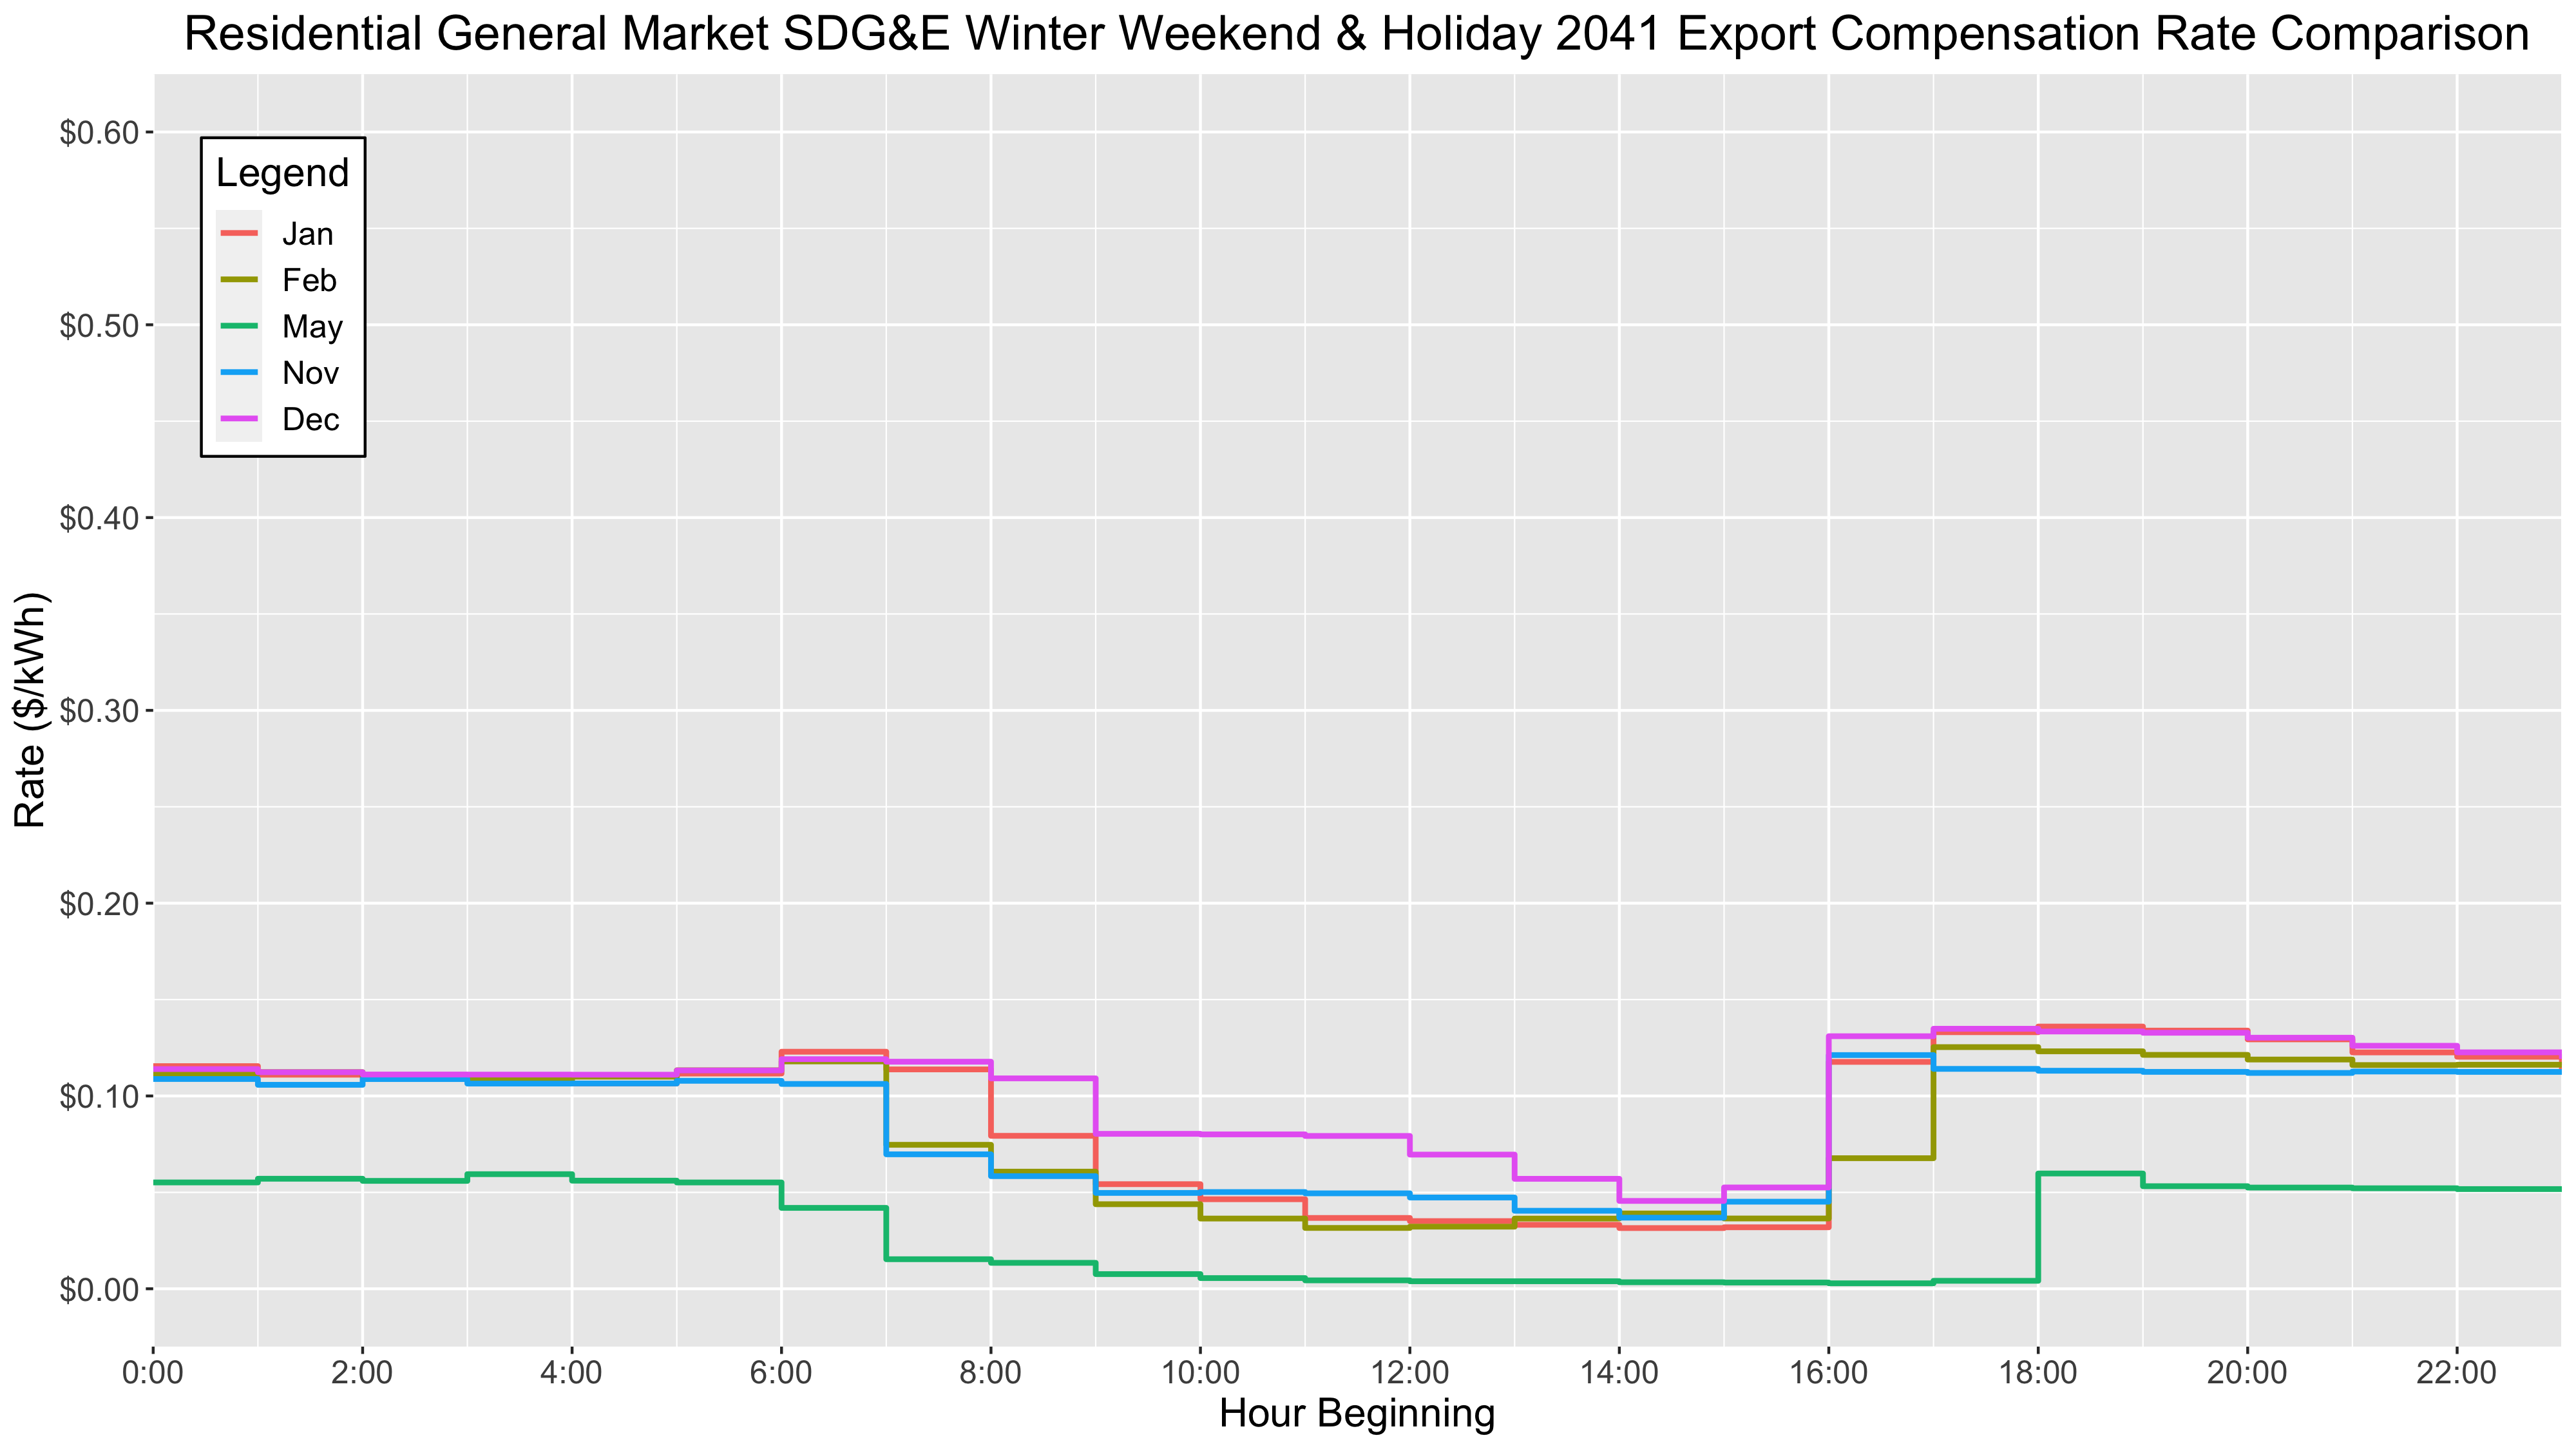 Residential General Market SDG&E Winter Weekend & Holiday 2041 Export Compensation Rate Comparison
Rate ($/kWh)
$0.60
$0.50
$0.40
$0.30
$0.20
$0.10
$0.00
Legend
Jan
Feb
May
Nov
Dec
0:00 2:00 4:00 6:00 8:00 10:00 12:00 14:00 16:00 18:00 20:00 22:00
Hour Beginning